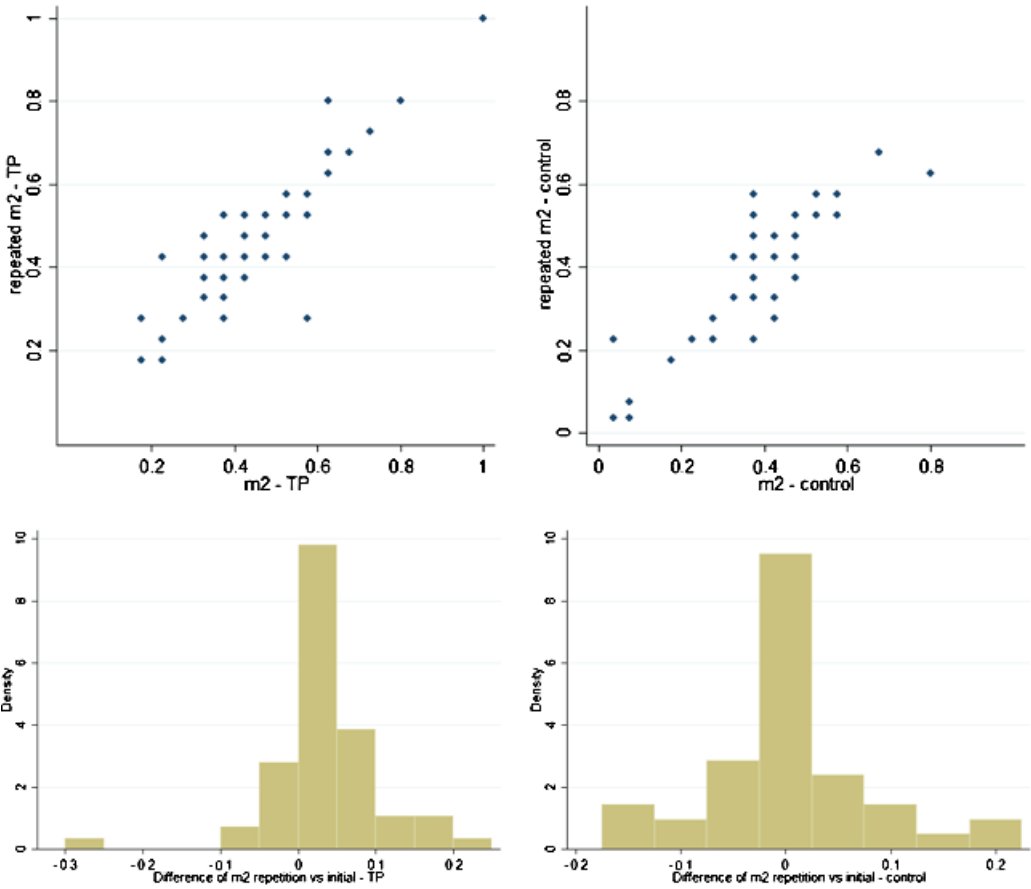 repeated m2 - TP
1
0.8
0.6
0.4
0.2
0.2 0.4 0.6 0.8 1
m2 - TP
repeated m2 - control
0.8
0.6
0.4
0.2
0
0 0.2 0.4 0.6 0.8
m2 - control
Density
10
8
6
4
2
0
-0.3 -0.2 -0.1 0 0.1 0.2
Difference of m2 repetition vs initial - TP
Density
10
8
6
4
2
0
-0.2 -0.1 0 0.1 0.2
Difference of m2 repetition vs initial - control